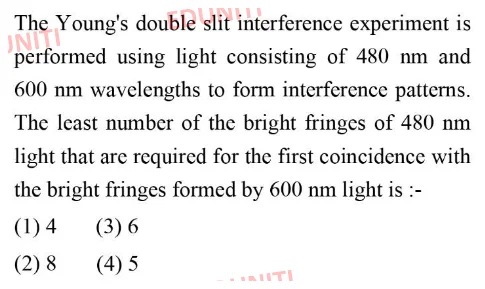 EDUNITI
The Young's double slit interference experiment is
UNITI
performed using light consisting of 480 nm and
600 nm wavelengths to form interference patterns.
The least number of the bright fringes of 480 nm
light that are required for the first coincidence with
the bright fringes formed by 600 nm light is :-
(1) 4 (3) 6
(2) 8 (4) 5
UNITI